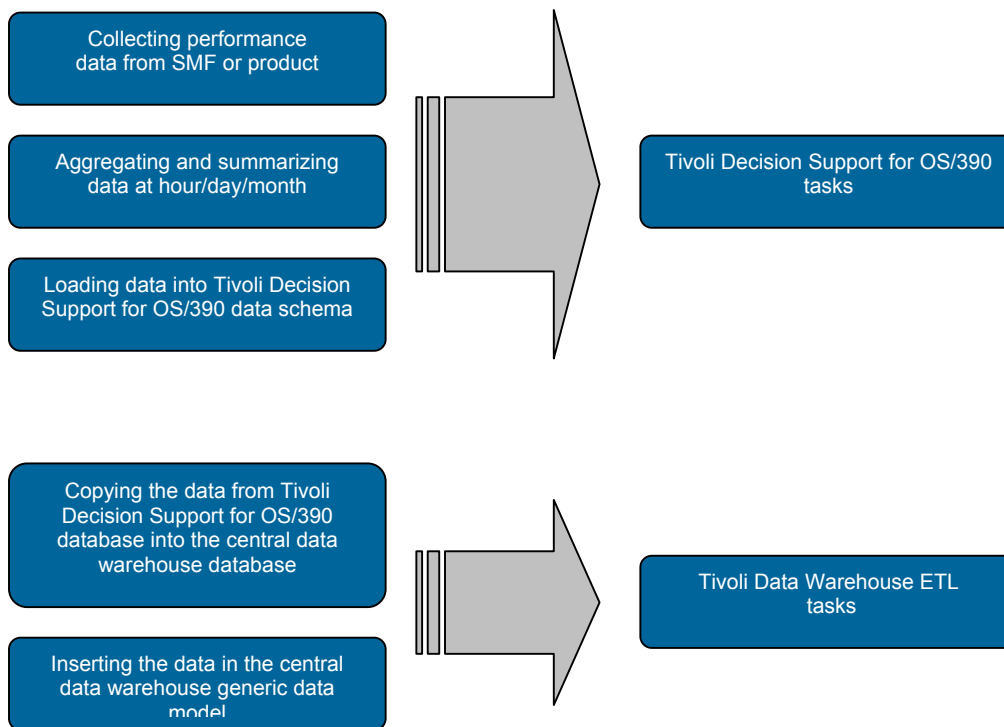 Collecting performance
data from SMF or product
Aggregating and summarizing
data at hour/day/month
Loading data into Tivoli Decision
Support for OS/390 data schema
Tivoli Decision Support for OS/390
tasks
Copying the data from Tivoli
Decision Support for OS/390
database into the central data
warehouse database
Inserting the data in the central
data warehouse generic data
model
Tivoli Data Warehouse ETL
tasks